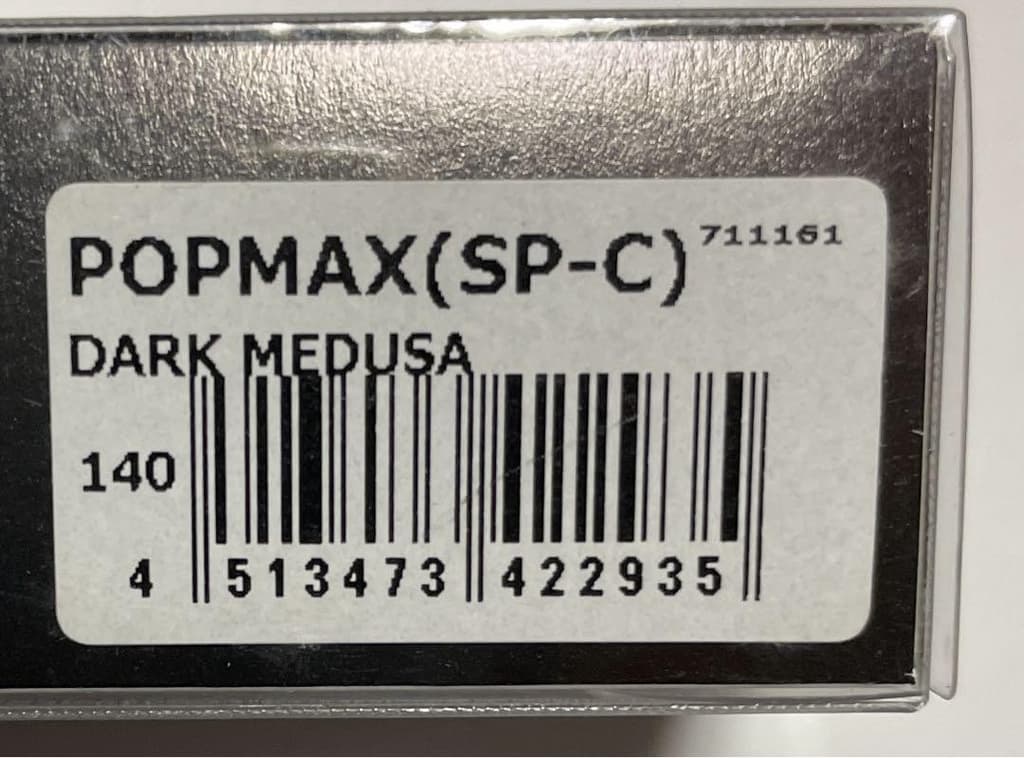 POPMAX(SP-C) 711161
DARK MEDUSA
140
4 513473 422935